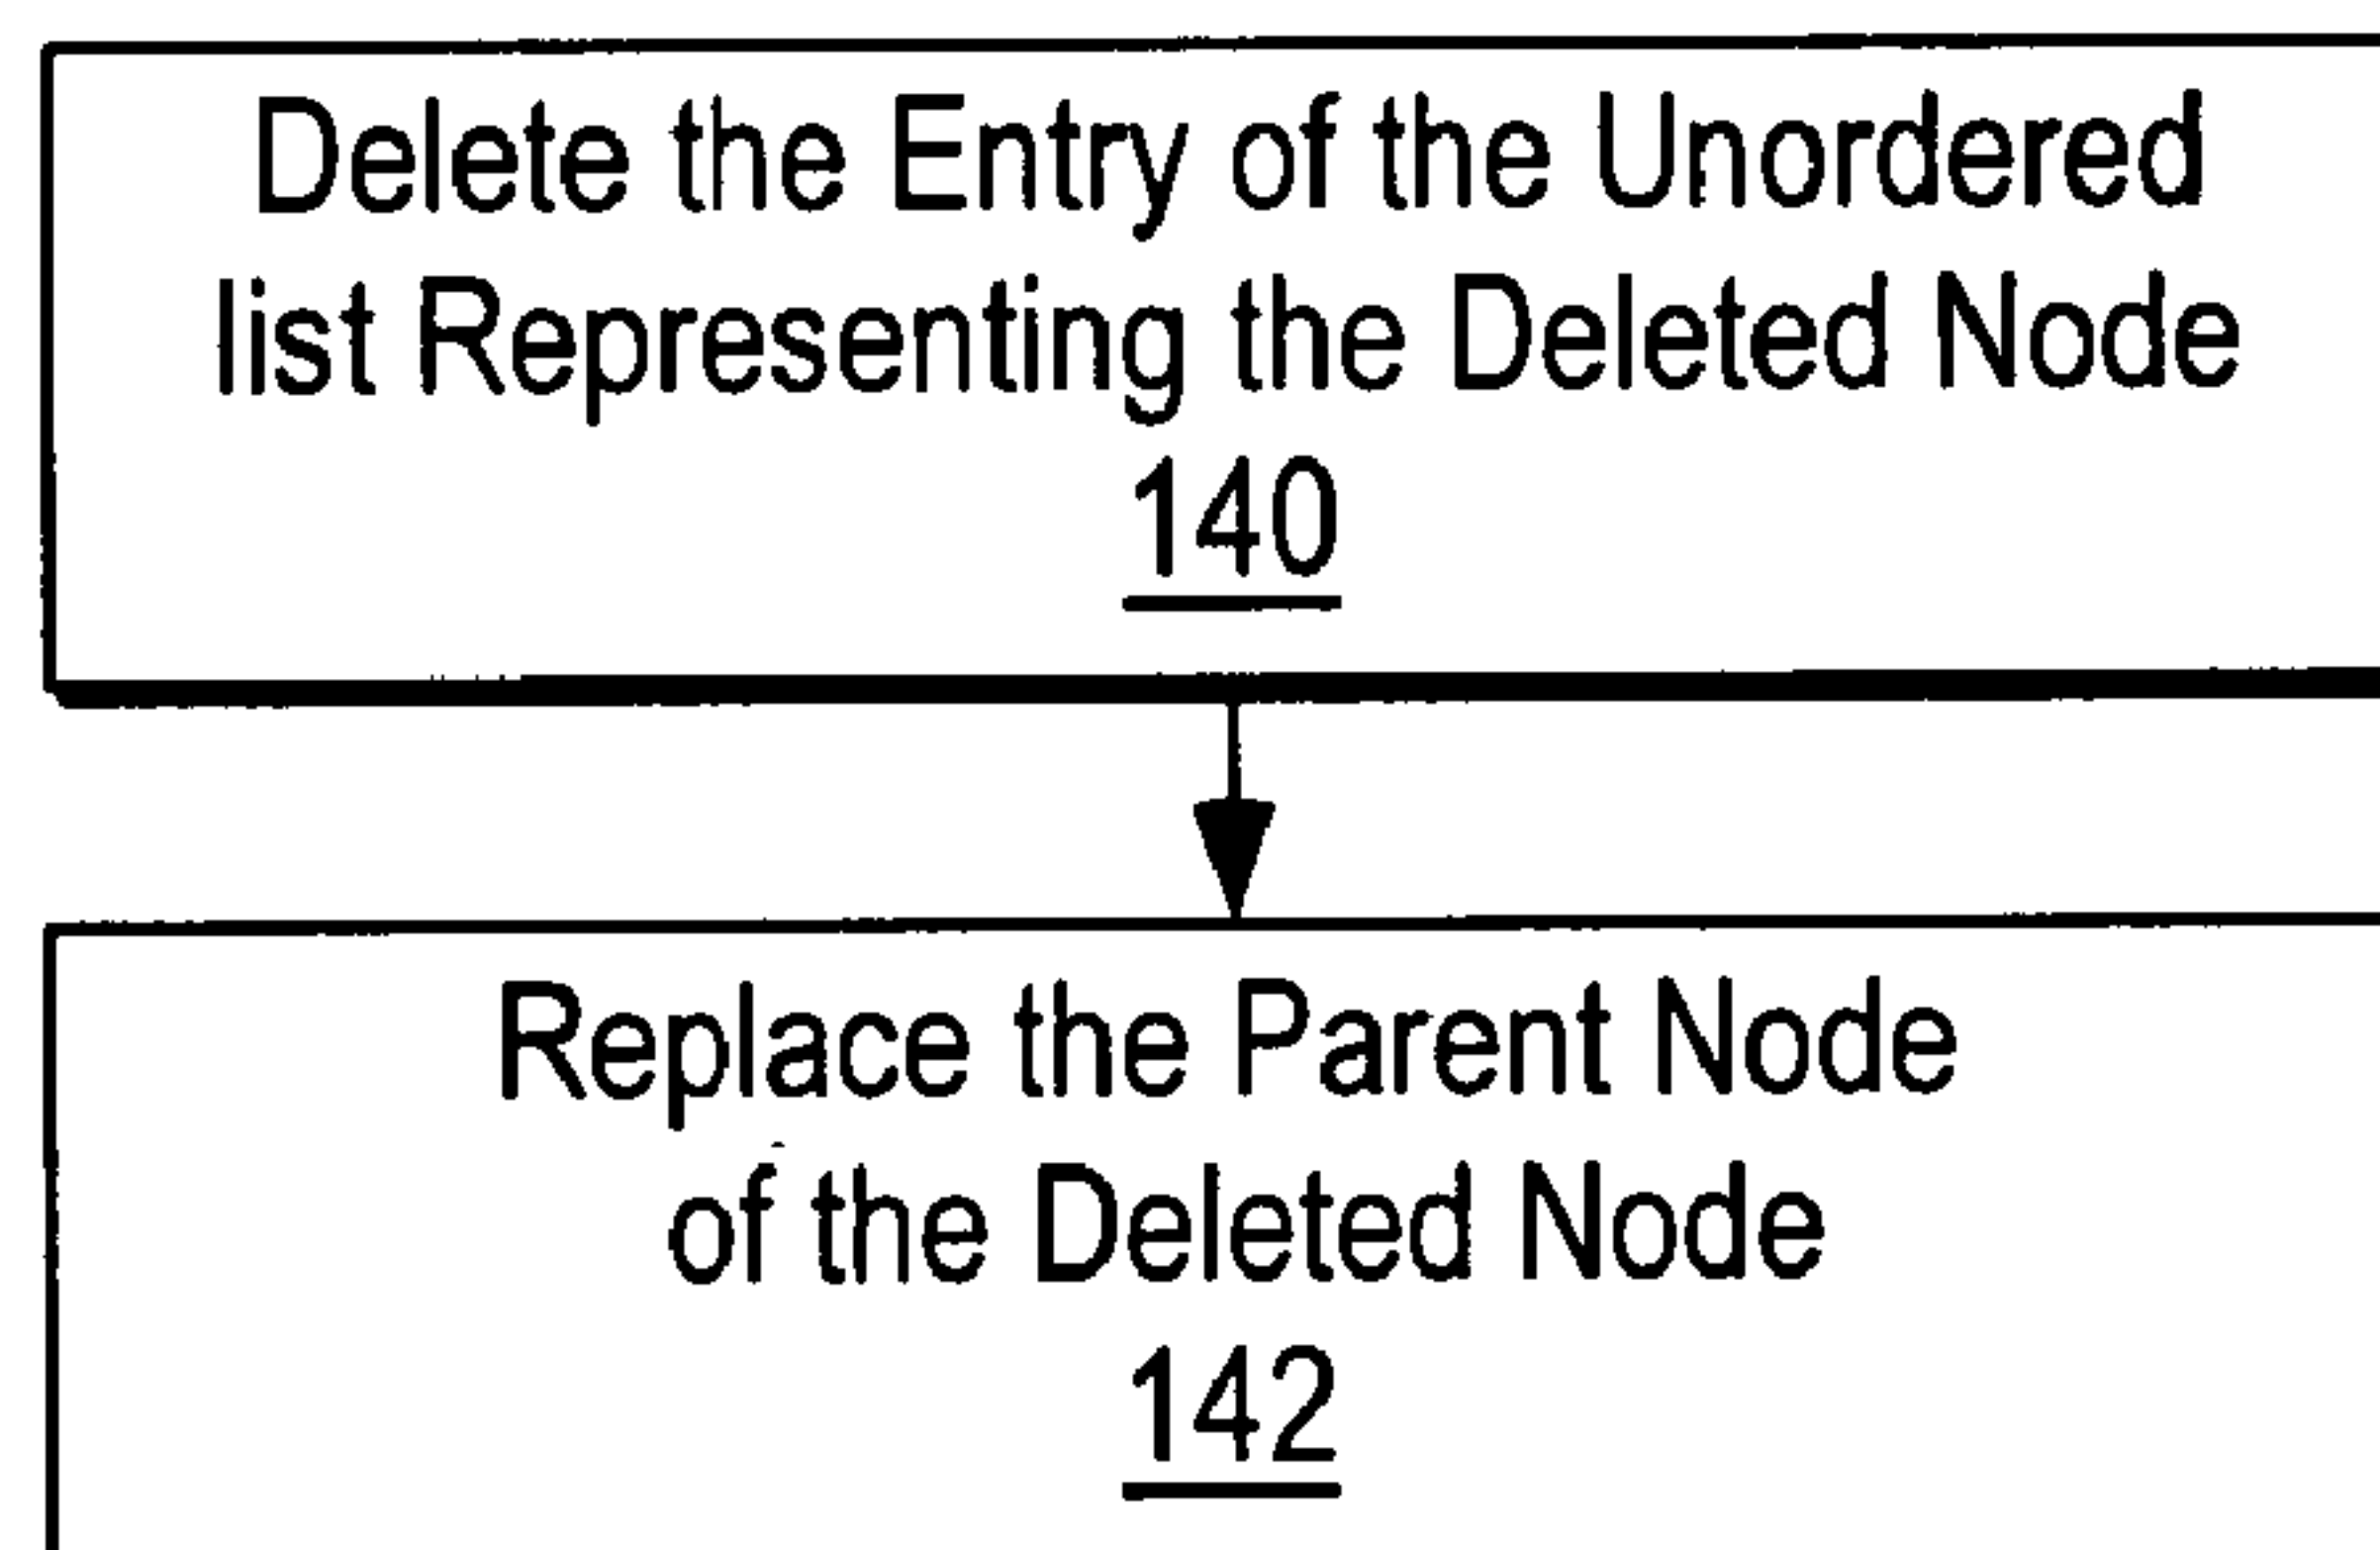 Delete the Entry of the Unordered
list Representing the Deleted Node
140
Replace the Parent Node
of the Deleted Node
142